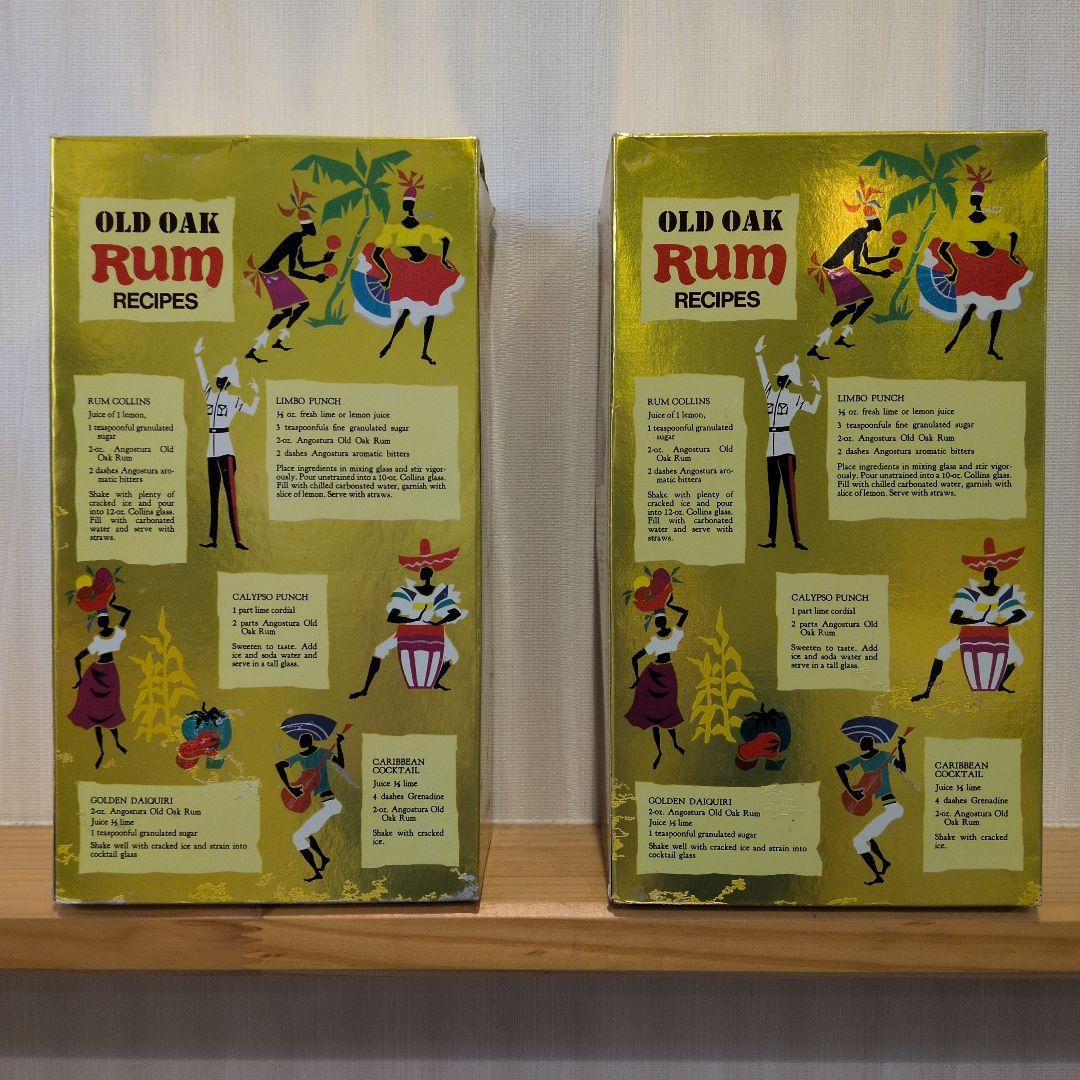 OLD OAK
RUM
RECIPES
RUM COLLINS
Juice of 1 lemon,
1 teaspoonful granulated
sugar
2-oz. Angostura Old
Oak Rum
2 dashes Angostura aro-
matic bitters
Shake with plenty of
cracked ice and pour
into 12-oz. Collins glass.
Fill with carbonated
water and serve with
straws.
LIMBO PUNCH
oz. fresh lime or lemon juice
3 teaspoonfuls fine granulated sugar
2-oz. Angostura Old Oak Rum
2 dashes Angostura aromatic bitters
Place ingredients in mixing glass and stir vigor-
ously. Pour unstrained into a 10-oz. Collins glass.
Fill with chilled carbonated water, garnish with
slice of lemon. Serve with straws.
CALYPSO PUNCH
1 part lime cordial
2 parts Angostura Old
Oak Rum
Sweeten to taste. Add
ice and soda water and
serve in a tall glass.
CARIBBEAN
COCKTAIL
Juice lime
4 dashes Grenadine
2-oz. Angostura Old
Oak Rum
Shake with cracked
ice.
GOLDEN DAIQUIRI
2-oz. Angostura Old Oak Rum
Juice lime
1 teaspoonful granulated sugar
Shake well with cracked ice and strain into
cocktail glass
OLD OAK
RUM
RECIPES
RUM COLLINS
Juice of 1 lemon,
1 teaspoonful granulated
sugar
2-oz. Angostura Old
Oak Rum
2 dashes Angostura aro-
matic bitters
Shake with plenty of
cracked ice and pour
into 12-oz. Collins glass.
Fill with carbonated
water and serve with
straws.
LIMBO PUNCH
oz. fresh lime or lemon juice
3 teaspoonfuls fine granulated sugar
2-oz. Angostura Old Oak Rum
2 dashes Angostura aromatic bitters
Place ingredients in mixing glass and stir vigor-
ously. Pour unstrained into a 10-oz. Collins glass.
Fill with chilled carbonated water, garnish with
slice of lemon. Serve with straws.
CALYPSO PUNCH
1 part lime cordial
2 parts Angostura Old
Oak Rum
Sweeten to taste. Add
ice and soda water and
serve in a tall glass.
CARIBBEAN
COCKTAIL
Juice lime
4 dashes Grenadine
2-oz. Angostura Old
Oak Rum
Shake with cracked
ice.
GOLDEN DAIQUIRI
2-oz. Angostura Old Oak Rum
Juice lime
1 teaspoonful granulated sugar
Shake well with cracked ice and strain into
cocktail glass